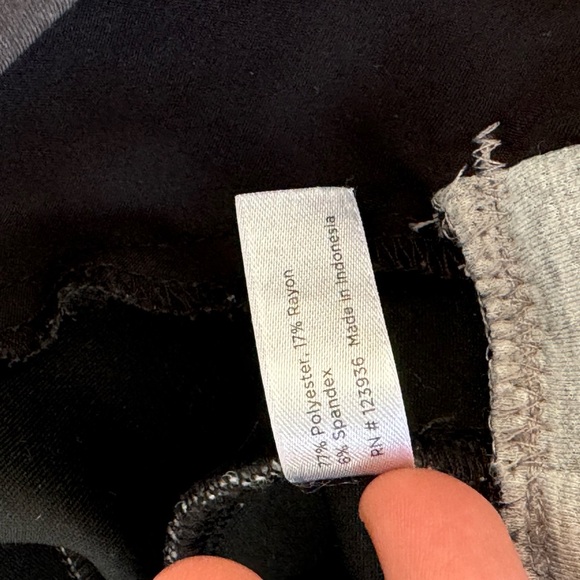 77% Polyester, 17% Rayon
6% Spandex
RN # 123936 Made in Indonesia